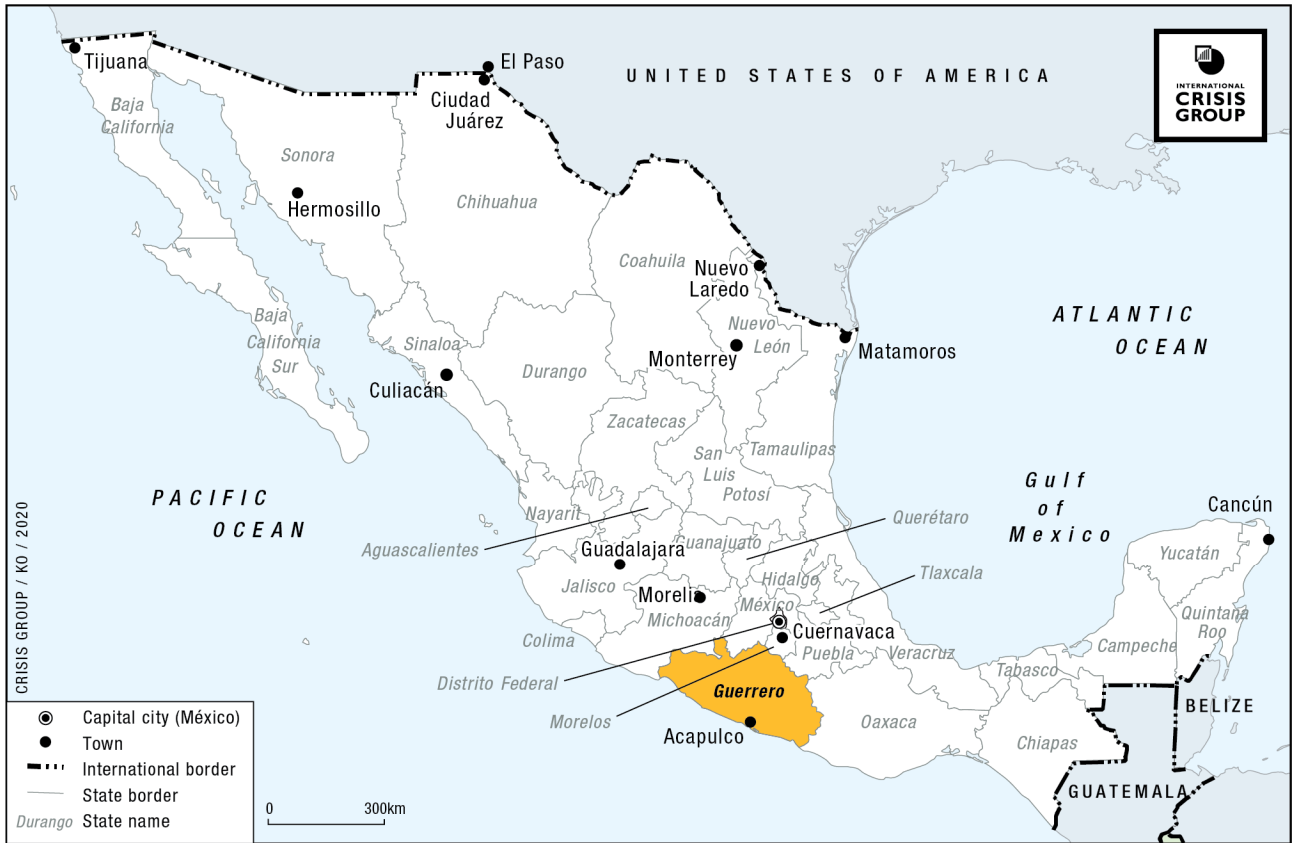 Tijuana
El Paso
UNITED STATES OF AMERICA
INTERNATIONAL
CRISIS
GROUP
Baja
California
Ciudad
Juárez
Sonora
Hermosillo
Chihuahua
Coahuila
Nuevo
Laredo
Baja
California
Sur
Sinaloa
Culiacán
Durango
Nuevo
León
Monterrey
Matamoros
ATLANTIC
OCEAN
Zacatecas
San
Luis
Potosí
Tamaulipas
PACIFIC
OCEAN
Gulf
of
Mexico
Cancún
Nayarit
Aguascalientes
Guadalajara
Guanajuato
Querétaro
Yucatán
Jalisco
Hidalgo
Tlaxcala
Morelia
Michoacán
México
Colima
Cuernavaca
Puebla
Veracruz
Campeche
Quintana
Roo
Tabasco
Distrito Federal
Guerrero
Morelos
Acapulco
Oaxaca
Chiapas
BELIZE
GUATEMALA
CRISIS GROUP / KO / 2020
Capital city (México)
Town
International border
State border
Durango State name
0 300km